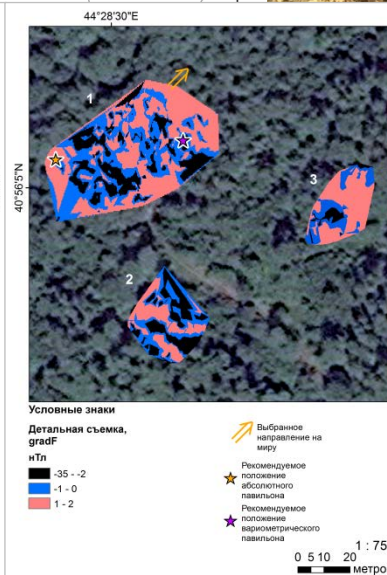 44°28'30"E
40°56'5"N
1
2
3
Условные знаки
Детальная съемка,
gradF
нТл
-35 - -2
-1 - 0
1 - 2
Выбранное
направление на
миру
Рекомендуемое
положение
абсолютного
павильона
Рекомендуемое
положение
вариометрического
павильона
1 : 75
0 5 10 20
метро